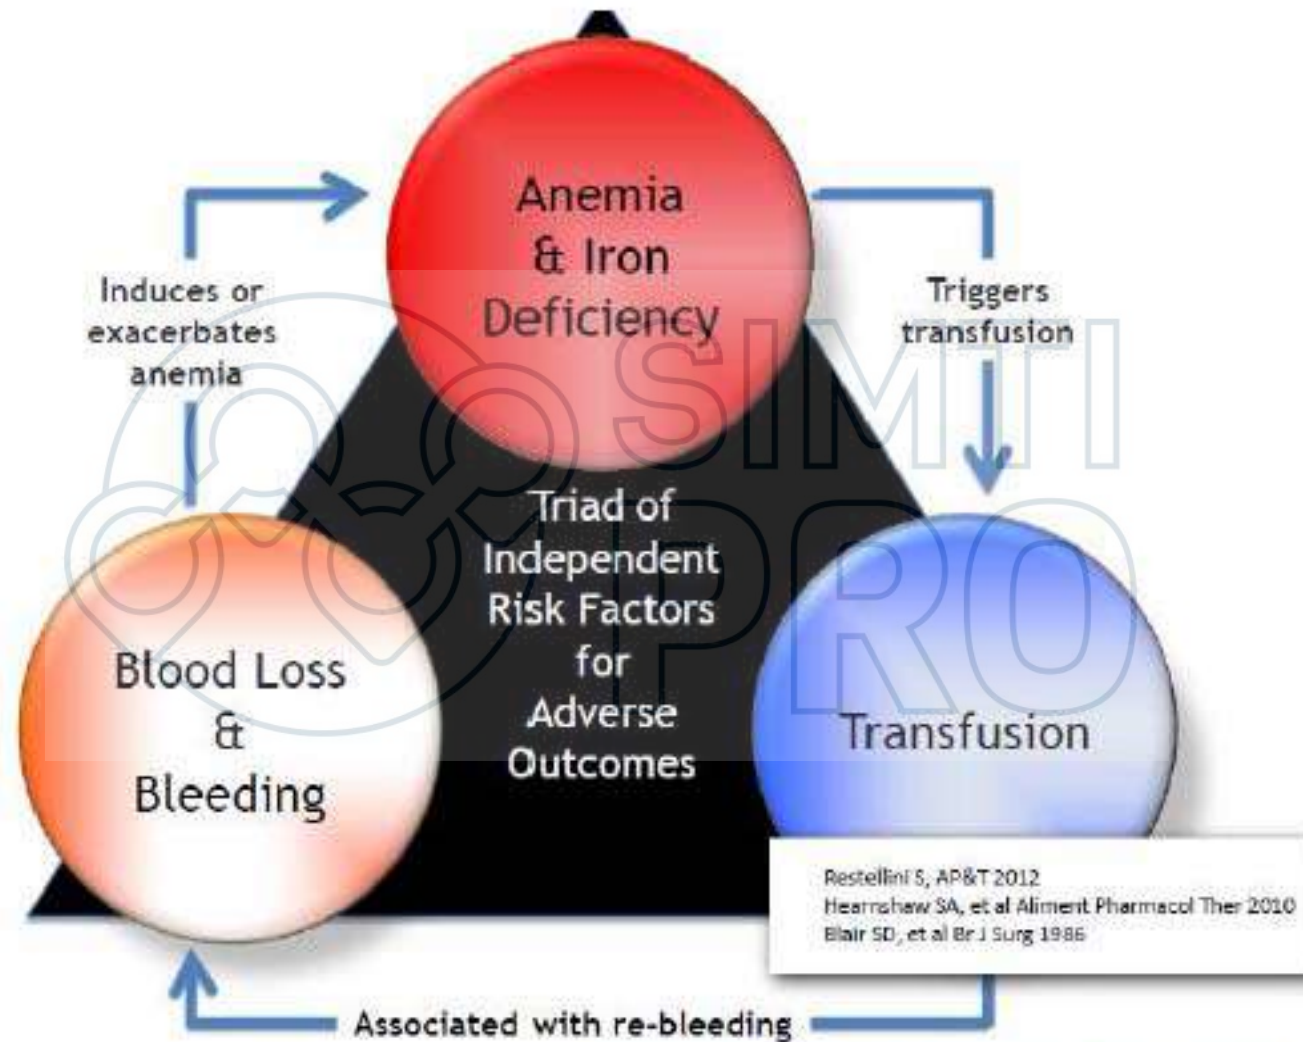 Anemia
& Iron
Deficiency
Induces or
exacerbates
anemia
Triggers
transfusion
SIMTI
PRO
Triad of
Independent
Risk Factors
for
Adverse
Outcomes
Blood Loss
&
Bleeding
Transfusion
Restellini S, AP&T 2012
Hearnshaw SA, et al Aliment Pharmacol Ther 2010
Blair SD, et al Br J Surg 1986
Associated with re-bleeding